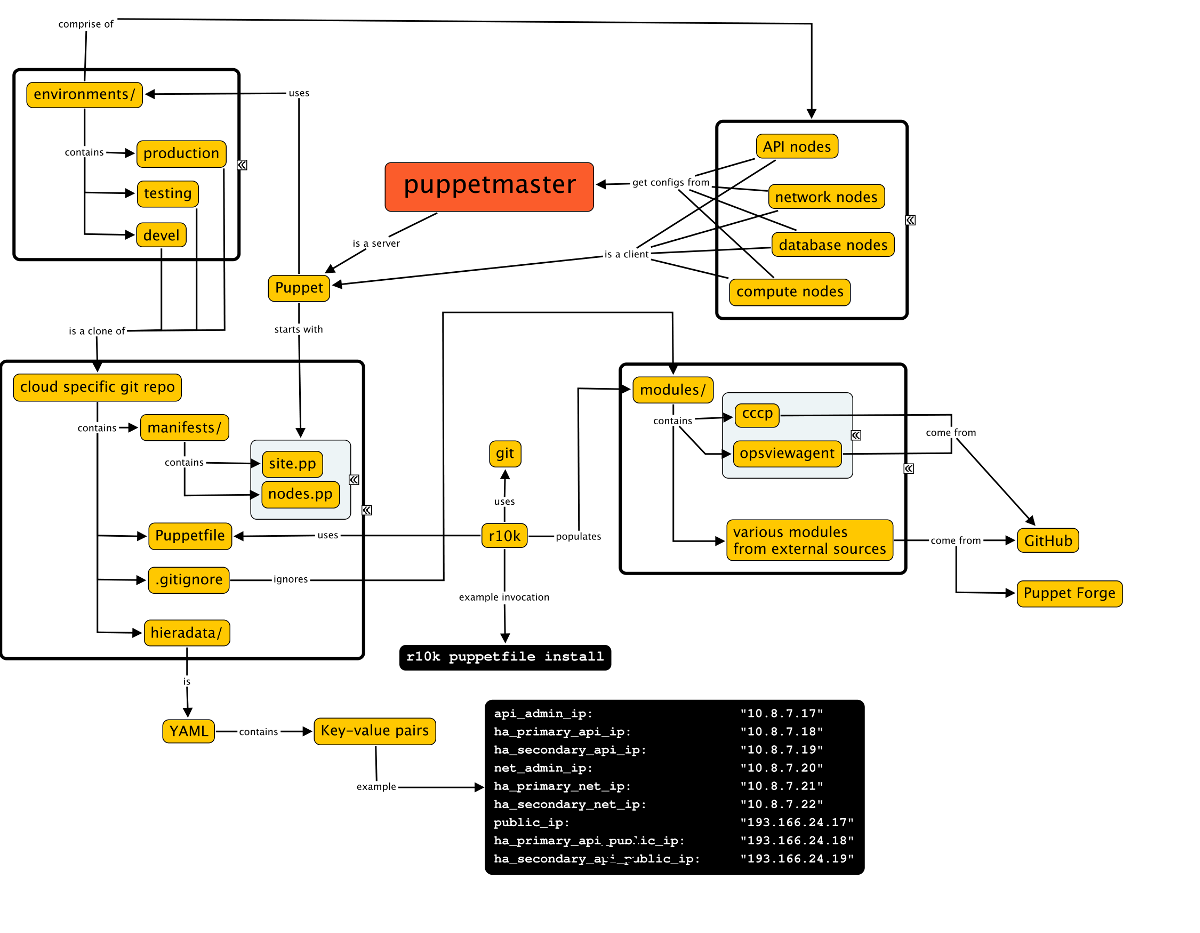 comprise of
environments/
uses
contains
production
testing
devel
API nodes
puppetmaster
get configs from
network nodes
is a server
database nodes
is a client
Puppet
compute nodes
is a clone of
starts with
cloud specific git repo
modules/
contains
manifests/
contains
cccp
come from
contains
site.pp
git
opsviewagent
nodes.pp
uses
Puppetfile
uses
r10k
populates
various modules
from external sources
come from
GitHub
.gitignore
ignores
example invocation
Puppet Forge
hieradata/
r10k puppetfile install
is
YAML
contains
Key-value pairs
example
api_admin_ip: "10.8.7.17"
ha_primary_api_ip: "10.8.7.18"
ha_secondary_api_ip: "10.8.7.19"
net_admin_ip: "10.8.7.20"
ha_primary_net_ip: "10.8.7.21"
ha_secondary_net_ip: "10.8.7.22"
public_ip: "193.166.24.17"
ha_primary_api_public_ip: "193.166.24.18"
ha_secondary_api_public_ip: "193.166.24.19"